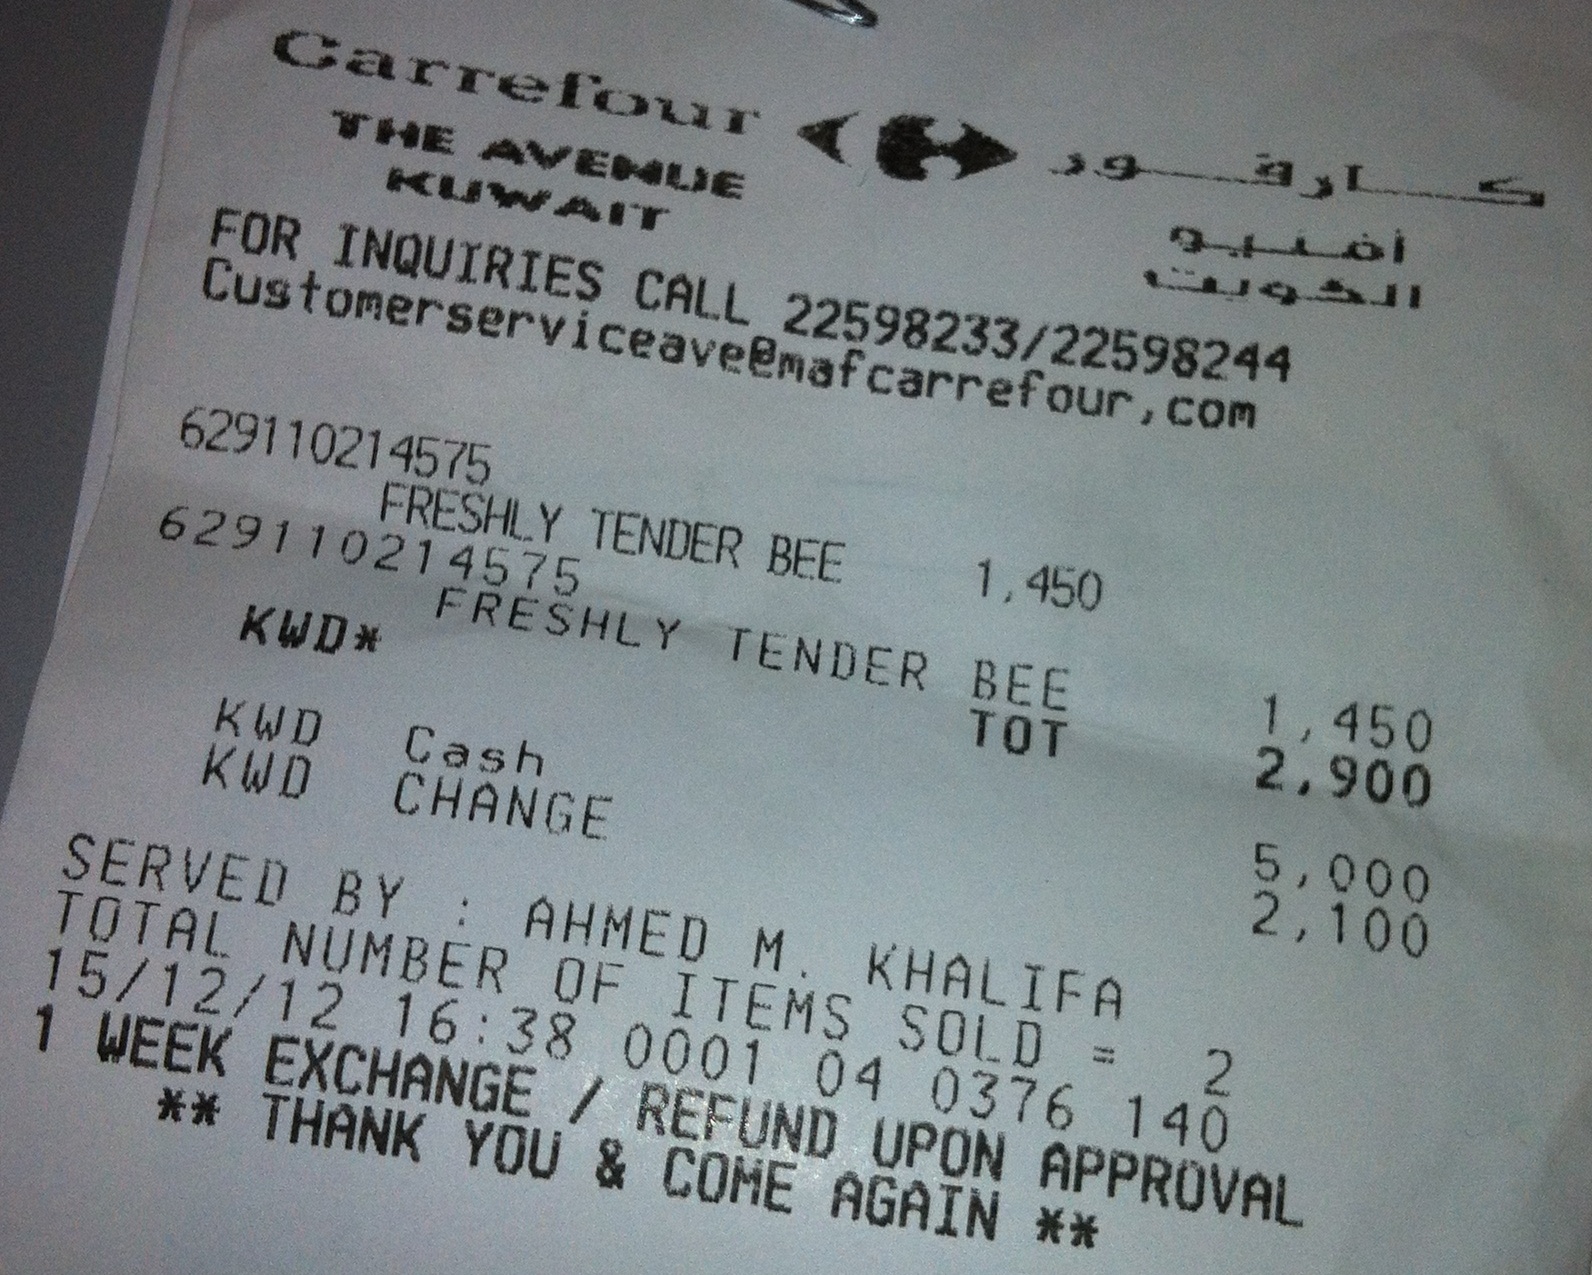 Carrefour كارفور
THE AVENUE أفنيو
KUWAIT الكويت
FOR INQUIRIES CALL 22598233/22598244
Customerserviceave@mafcarrefour,com
629110214575
FRESHLY TENDER BEE 1,450
629110214575
FRESHLY TENDER BEE 1,450
KWD* TOT 2,900
KWD Cash 5,000
KWD CHANGE 2,100
SERVED BY : AHMED M. KHALIFA
TOTAL NUMBER OF ITEMS SOLD = 2
15/12/12 16:38 0001 04 0376 140
1 WEEK EXCHANGE / REFUND UPON APPROVAL
** THANK YOU & COME AGAIN **